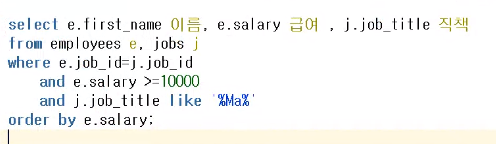 select e.first_name 이름, e.salary 급여 , j.job_title 직책
from employees e, jobs j
where e.job_id=j.job_id
and e.salary >=10000
and j.job_title like '%Ma%'
order by e.salary;